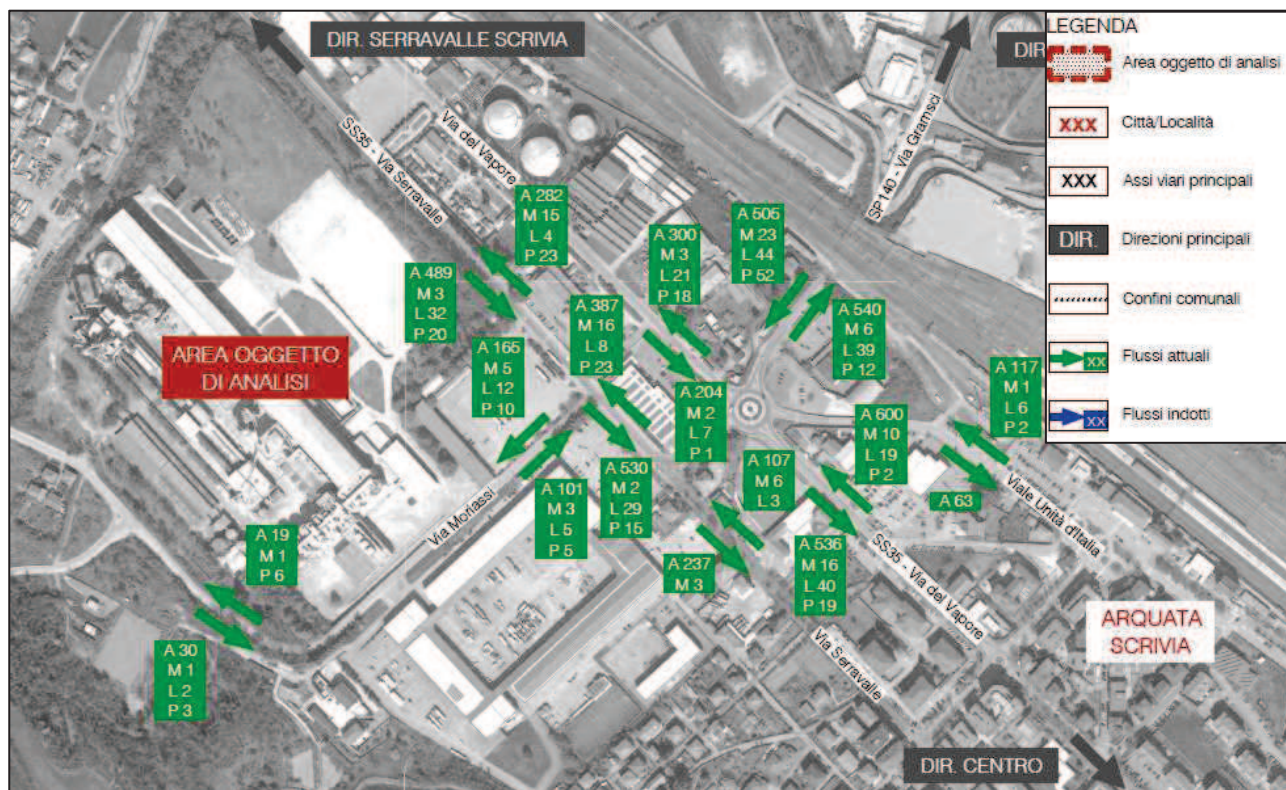 DIR. SERRAVALLE SCRIVIA
DIR
LEGENDA
Area oggetto di analisi
XXX
Città/Località
XXX
Assi viari principali
DIR.
Direzioni principali
Confini comunali
XX
Flussi attuali
XX
Flussi indotti
SS35 - Via Serravalle
Via del Vapore
SP140 - Via Gramsci
A 282
M 15
L 4
P 23
A 300
M 3
L 21
P 18
A 505
M 23
L 44
P 52
A 489
M 3
L 32
P 20
A 387
M 16
L 8
P 23
A 540
M 6
L 39
P 12
AREA OGGETTO
DI ANALISI
A 165
M 5
L 12
P 10
A 204
M 2
L 7
P 1
A 117
M 1
L 6
P 2
A 600
M 10
L 19
P 2
A 107
M 6
L 3
A 530
M 2
L 29
P 15
A 101
M 3
L 5
P 5
A 63
Viale Unità d'Italia
Via Moriassi
A 19
M 1
P 6
A 237
M 3
A 536
M 16
L 40
P 19
SS35 - Via del Vapore
A 30
M 1
L 2
P 3
Via Serravalle
ARQUATA
SCRIVIA
DIR. CENTRO